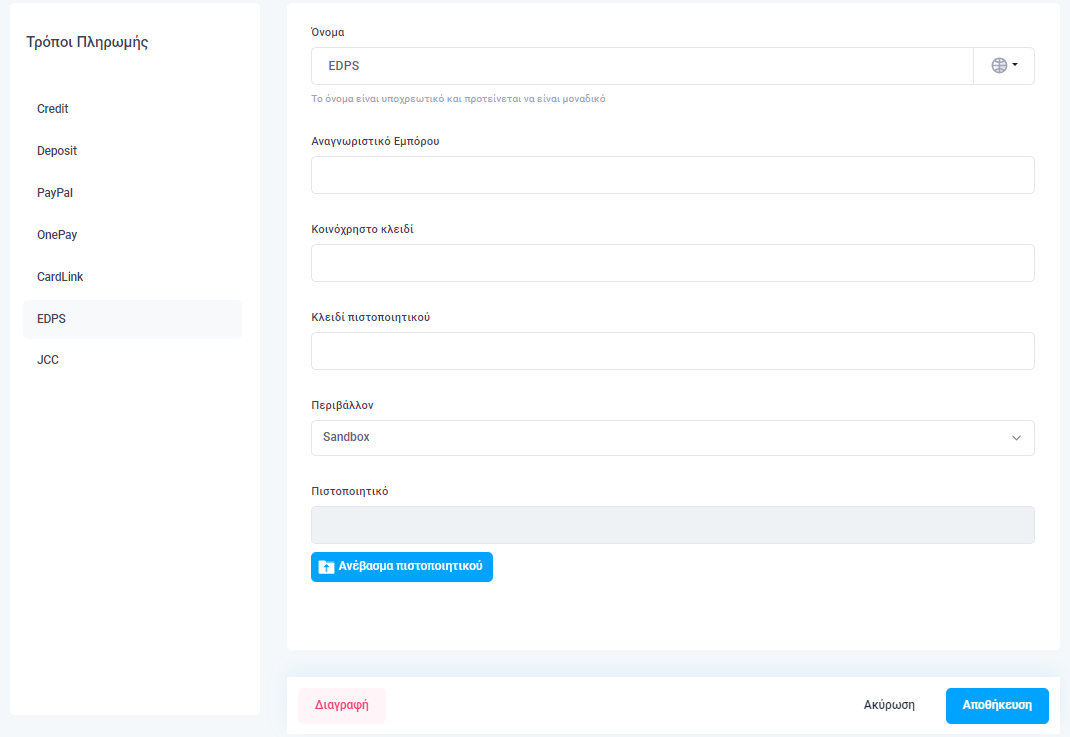 Τρόποι Πληρωμής
Credit
Deposit
PayPal
OnePay
CardLink
EDPS
JCC
Όνομα
EDPS
Το όνομα είναι υποχρεωτικό και προτείνεται να είναι μοναδικό
Αναγνωριστικό Εμπόρου
Κοινόχρηστο κλειδί
Κλειδί πιστοποιητικού
Περιβάλλον
Sandbox
Πιστοποιητικό
Ανέβασμα πιστοποιητικού
Διαγραφή
Ακύρωση
Αποθήκευση